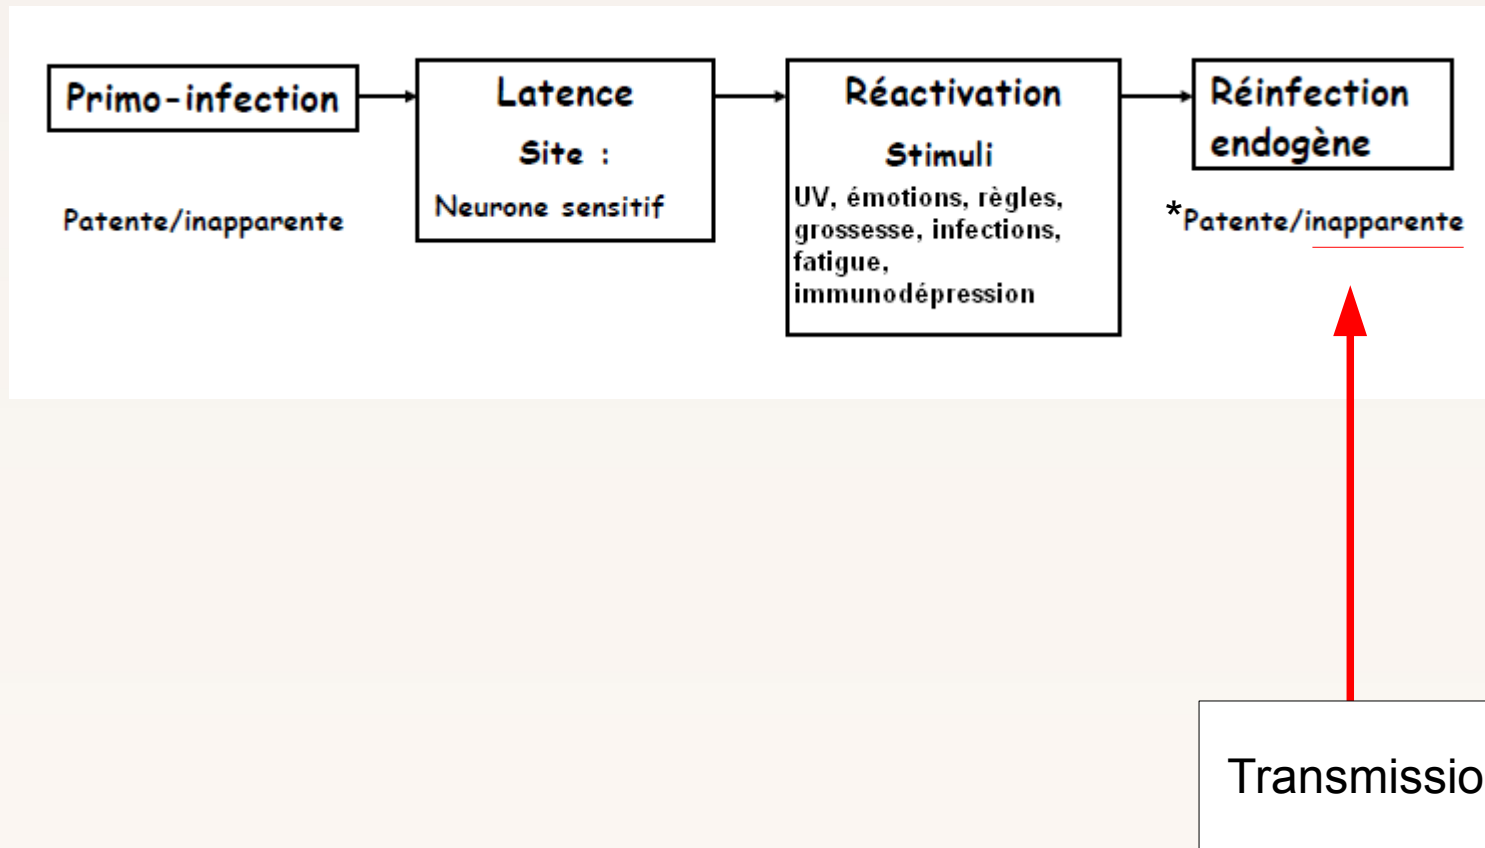 Primo-infection
Patente/inapparente
Latence
Site :
Neurone sensitif
Réactivation
Stimuli
UV, émotions, règles,
grossesse, infections,
fatigue,
immunodépression
Réinfection
endogène
*Patente/inapparente
Transmissio